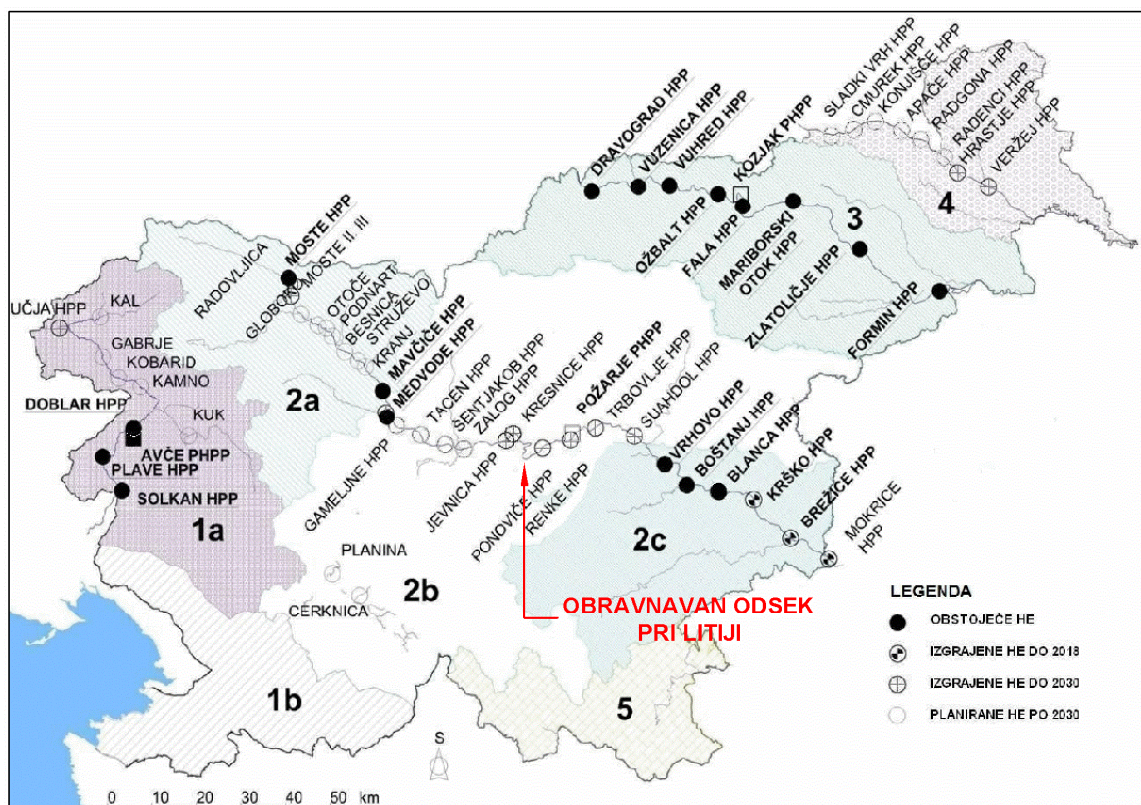 SLADKI VRH HPP
CMUREK HPP
KONJIŠČE HPP
APAČE HPP
RADGONA HPP
RADENCI HPP
HRASTJE HPP
VERŽEJ HPP
DRAVOGRAD HPP
VUZENICA HPP
VUHRED HPP
KOZJAK PHPP
OŽBALT HPP
FALA HPP
MARIBORSKI
OTOK HPP
ZLATOLIČJE HPP
FORMIN HPP
3
4
RADOVLJICA
MOSTE HPP
MOSTE II. III
GLOBOKO
OTOČE
PODNART
BESNICA
STRUŽEVO
KRANJ
MAVČIČE HPP
MEDVODE HPP
UČJA HPP
KAL
GABRJE
KOBARID
KAMNO
DOBLAR HPP
KUK
AVČE PHPP
PLAVE HPP
SOLKAN HPP
1a
2a
TACEN HPP
ŠENTJAKOB HPP
ZALOG HPP
KRESNICE HPP
POŽARJE PHPP
TRBOVLJE HPP
SUAHDOL HPP
VRHOVO HPP
BOŠTANJ HPP
BLANCA HPP
KRŠKO HPP
BREŽICE HPP
MOKRICE
HPP
GAMELJNE HPP
JEVNICA HPP
PONOVIČE HPP
RENKE HPP
2c
PLANINA
CERKNICA
2b
OBRAVNAVAN ODSEK
PRI LITIJI
1b
5
S
0 10 20 30 40 50 km
LEGENDA
OBSTOJEČE HE
IZGRAJENE HE DO 2018
IZGRAJENE HE DO 2030
PLANIRANE HE PO 2030